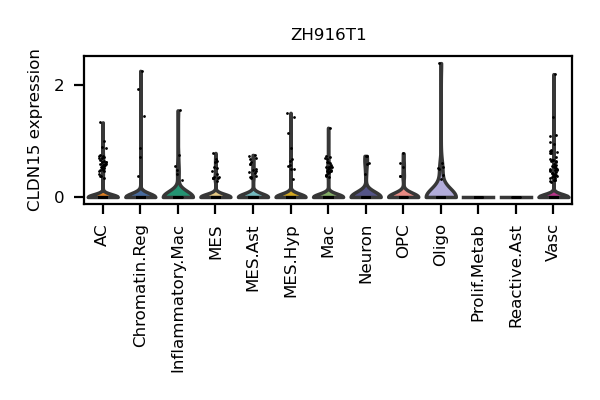 ZH916T1
CLDN15 expression
2
0
AC
Chromatin.Reg
Inflammatory.Mac
MES
MES.Ast
MES.Hyp
Mac
Neuron
OPC
Oligo
Prolif.Metab
Reactive.Ast
Vasc